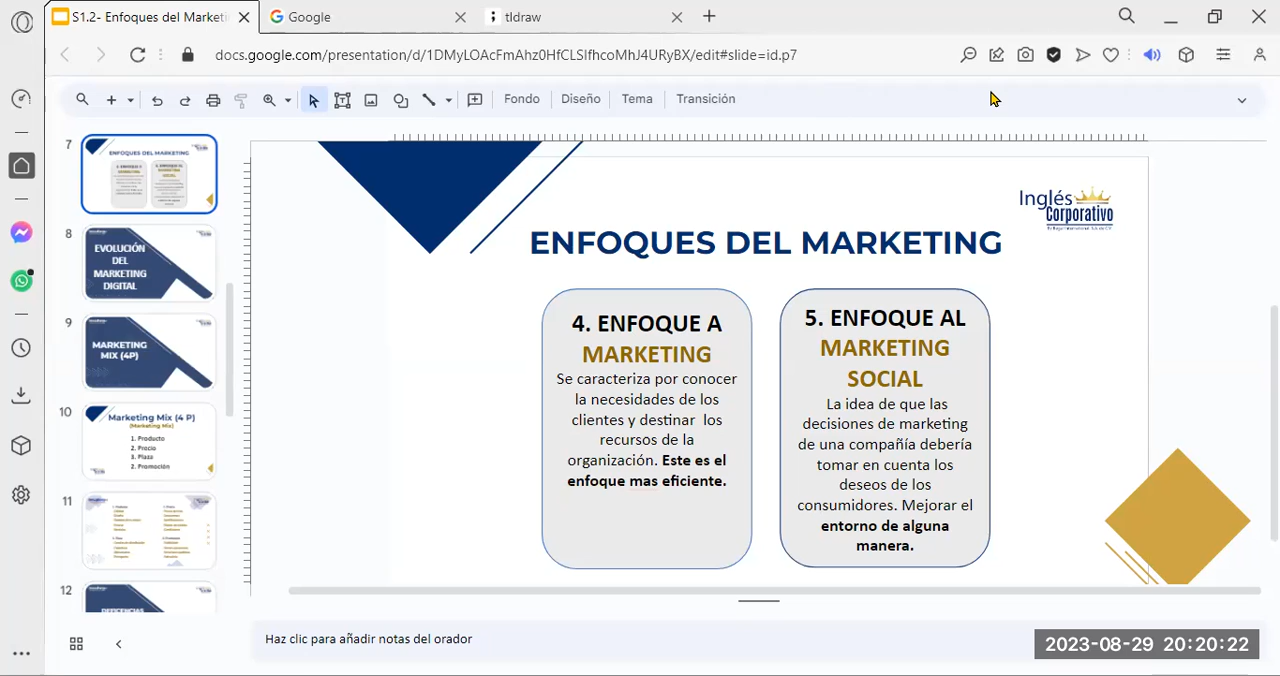 S1.2- Enfoques del Marketi
Google
tldraw
docs.google.com/presentation/d/1DMyLOAcFmAhz0HfCLSIfhcoMhJ4URyBX/edit#slide=id.p7
Fondo
Diseño
Tema
Transición
7
ENFOQUES DEL MARKETING
8
EVOLUCIÓN
DEL
MARKETING
DIGITAL
9
MARKETING
MIX (4P)
10
Marketing Mix (4 P)
(Marketing Mix)
1. Producto
2. Precio
3. Plaza
2. Promoción
11
12
Inglés
Corporativo
ENFOQUES DEL MARKETING
4. ENFOQUE A
MARKETING
Se caracteriza por conocer
la necesidades de los
clientes y destinar los
recursos de la
organización. Este es el
enfoque mas eficiente.
5. ENFOQUE AL
MARKETING
SOCIAL
La idea de que las
decisiones de marketing
de una compañía debería
tomar en cuenta los
deseos de los
consumidores. Mejorar el
entorno de alguna
manera.
Haz clic para añadir notas del orador
2023-08-29 20:20:22